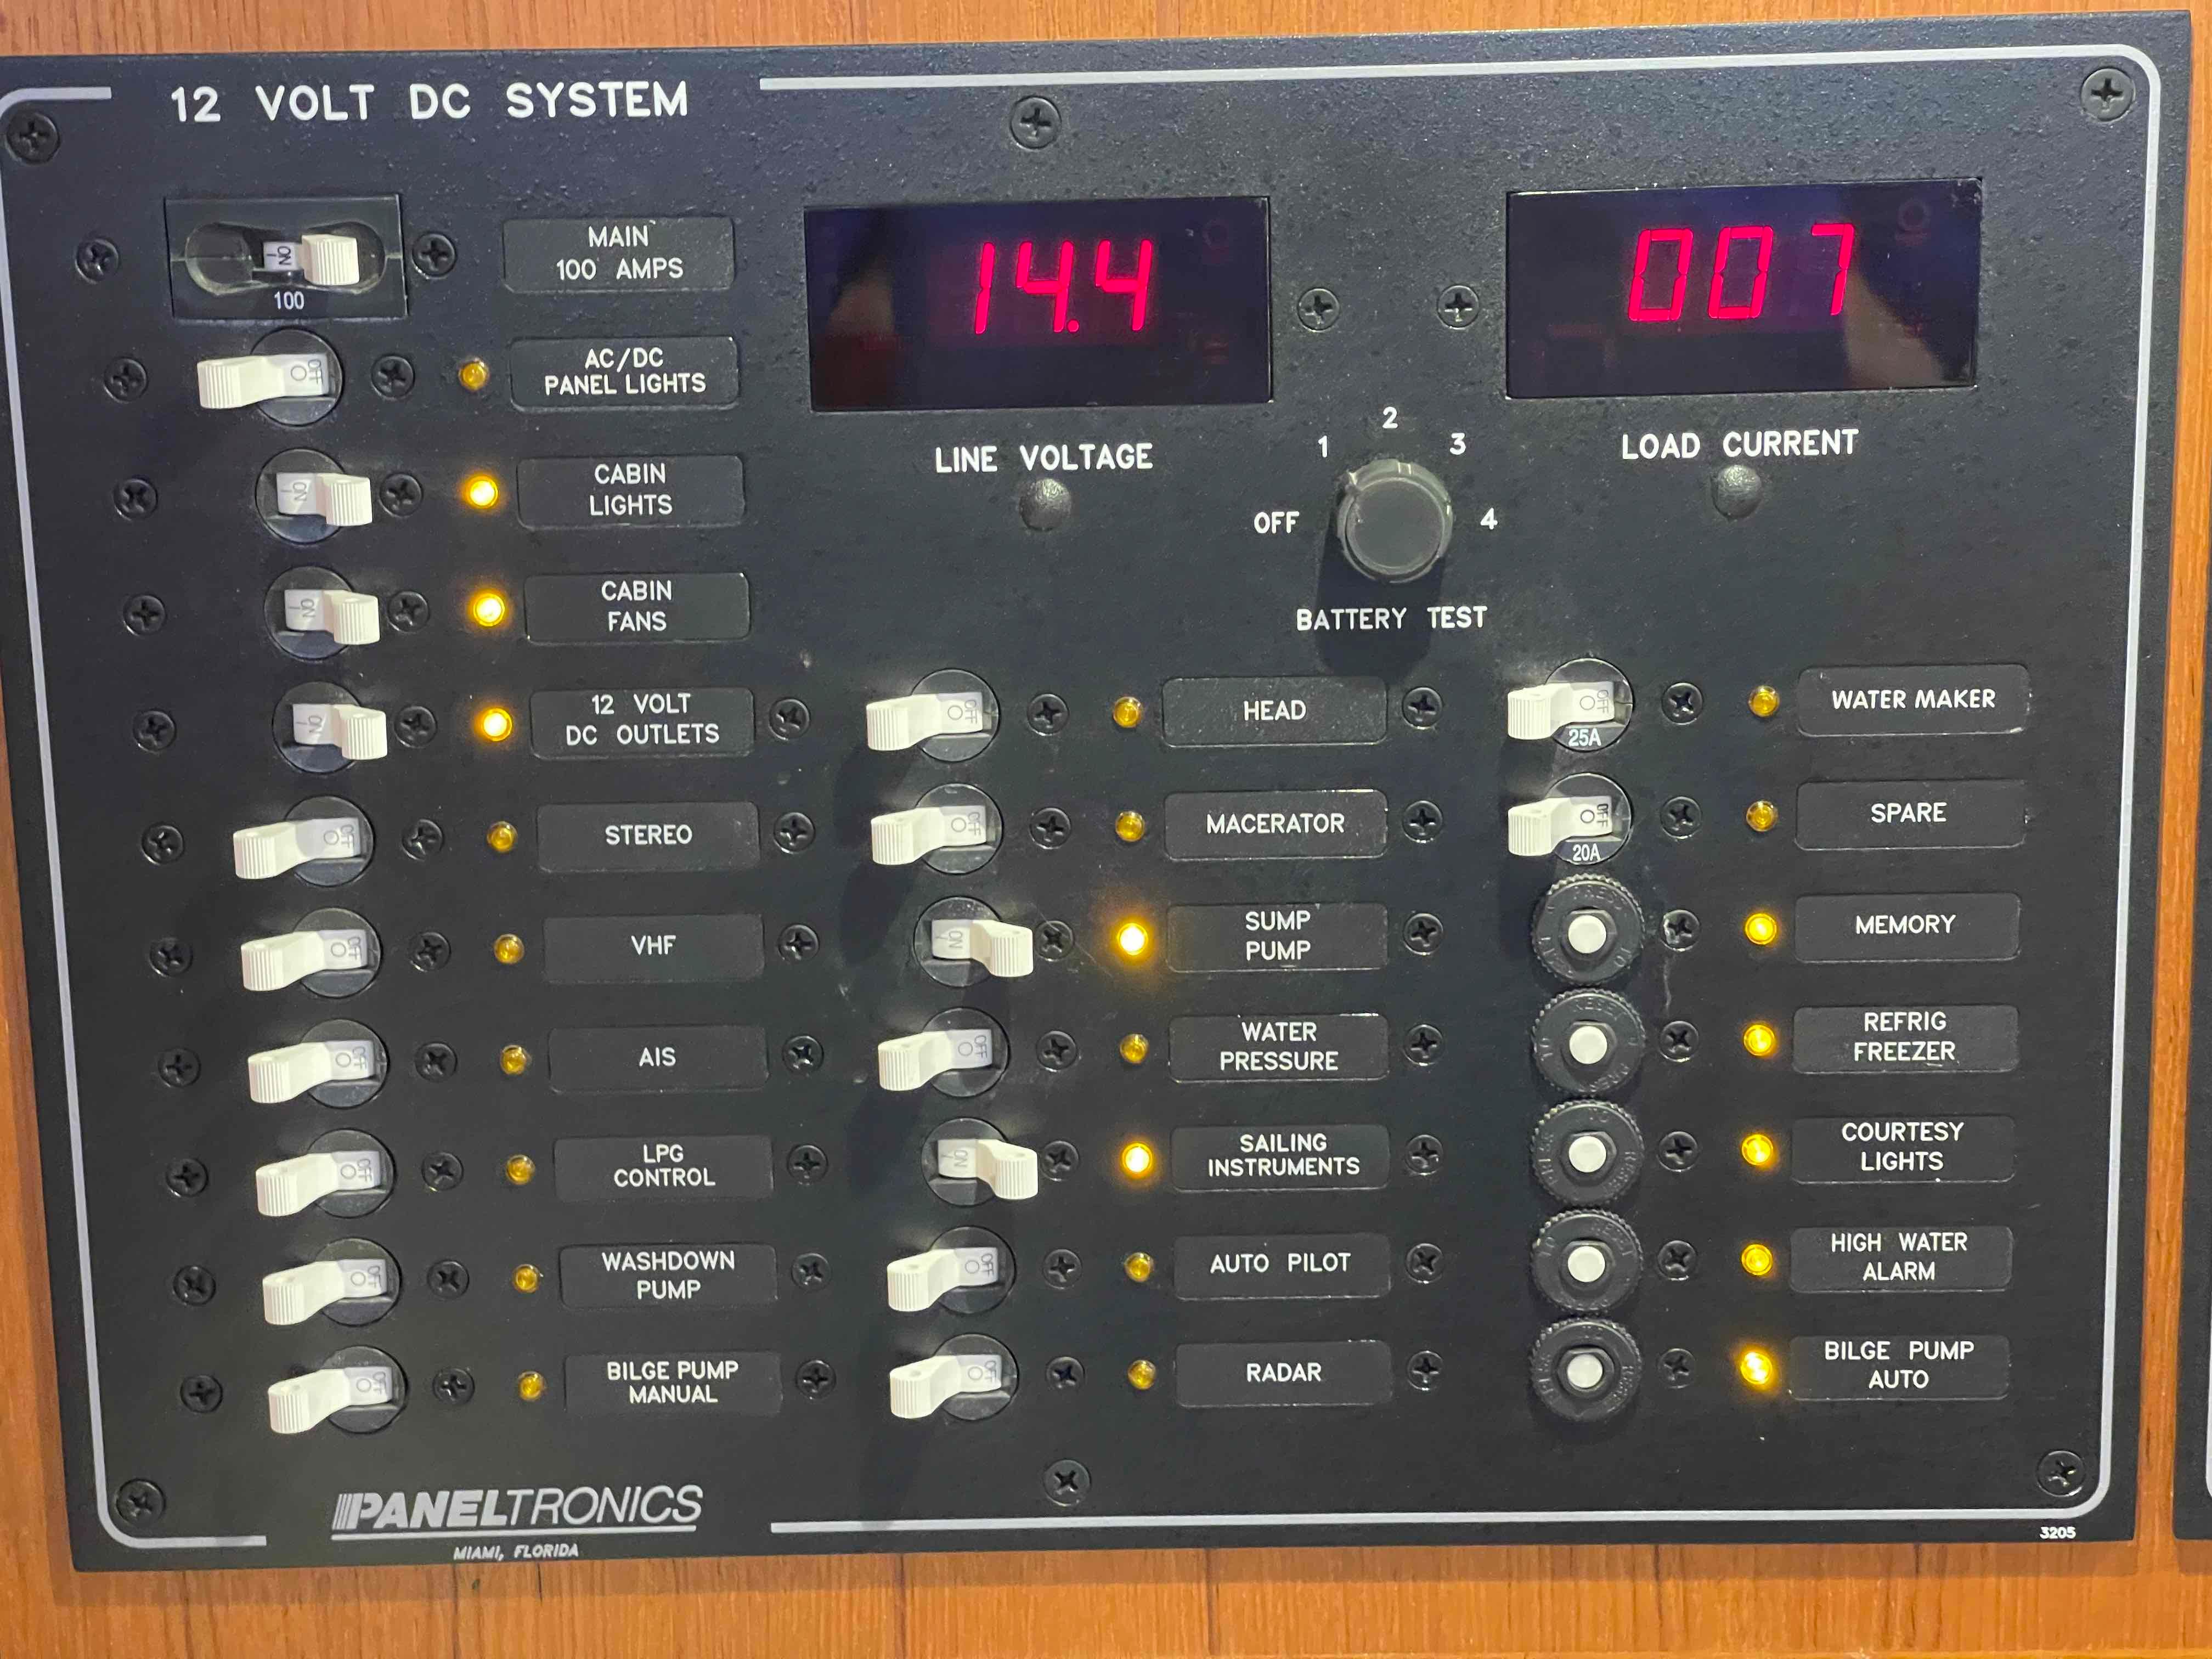 12 VOLT DC SYSTEM
ON
100
MAIN
100 AMPS
14.4
007
LINE VOLTAGE
LOAD CURRENT
OFF
1
2
3
4
BATTERY TEST
OFF
AC/DC
PANEL LIGHTS
ON
CABIN
LIGHTS
ON
CABIN
FANS
ON
12 VOLT
DC OUTLETS
OFF
STEREO
OFF
VHF
OFF
AIS
OFF
LPG
CONTROL
OFF
WASHDOWN
PUMP
OFF
BILGE PUMP
MANUAL
OFF
HEAD
OFF
MACERATOR
ON
SUMP
PUMP
OFF
WATER
PRESSURE
ON
SAILING
INSTRUMENTS
OFF
AUTO PILOT
OFF
RADAR
OFF
25A
WATER MAKER
OFF
20A
SPARE
MEMORY
REFRIG
FREEZER
COURTESY
LIGHTS
HIGH WATER
ALARM
BILGE PUMP
AUTO
PANELTRONICS
MIAMI, FLORIDA
3205